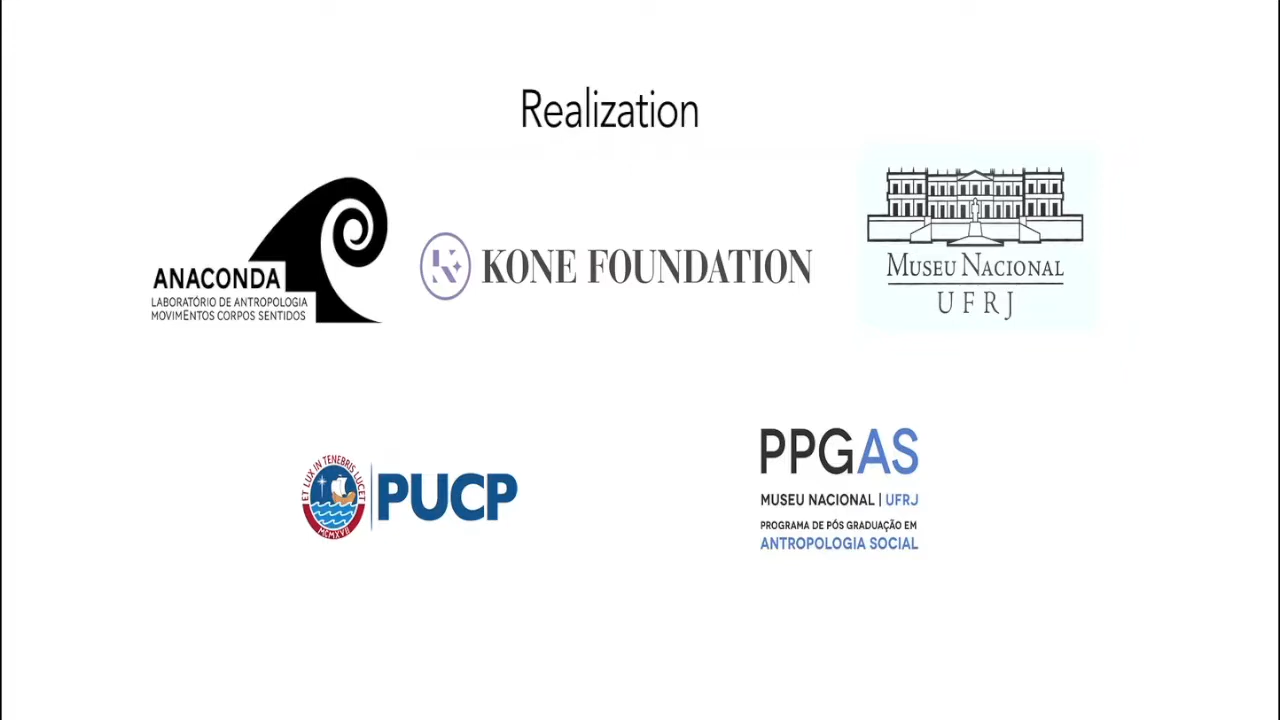 Realization
ANACONDA
LABORATÓRIO DE ANTROPOLOGIA
MOVIMENTOS CORPOS SENTIDOS
KONE FOUNDATION
MUSEU NACIONAL
UFRJ
ET LUX IN TENEBRIS LUCET
MCMXVII
PUCP
PPGAS
MUSEU NACIONAL | UFRJ
PROGRAMA DE PÓS GRADUAÇÃO EM
ANTROPOLOGIA SOCIAL